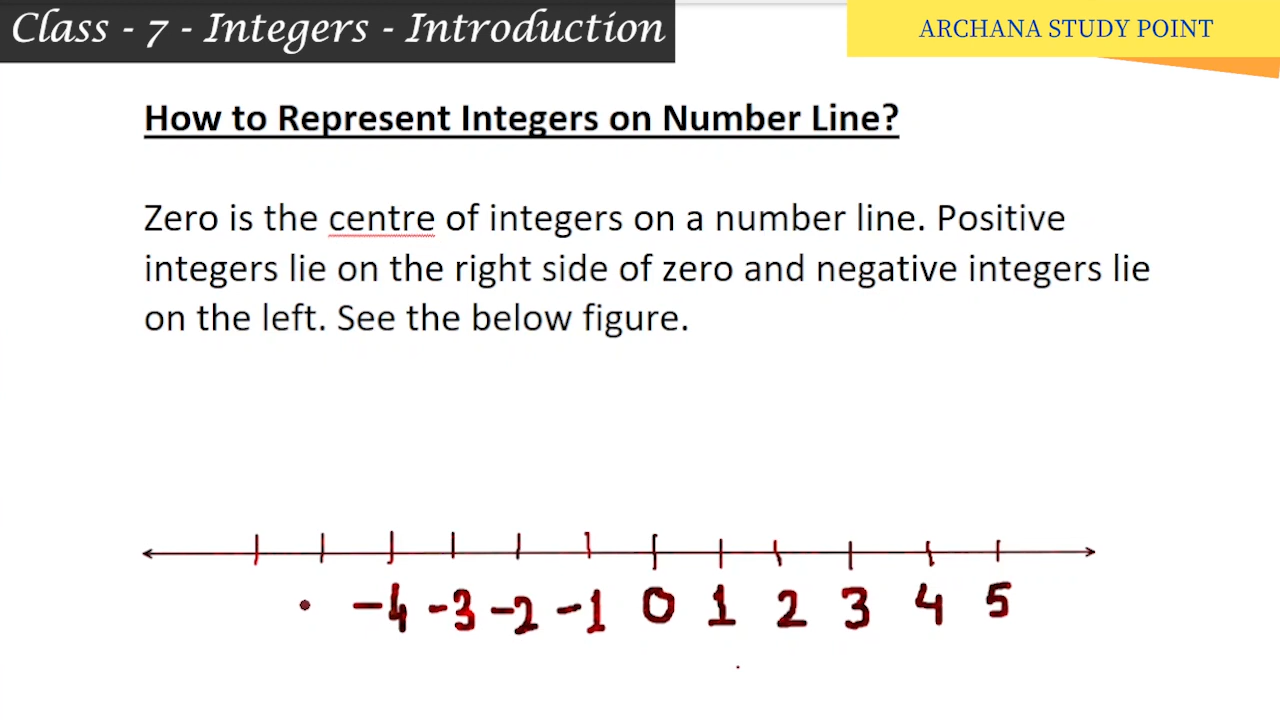 Class - 7 - Integers - Introduction
ARCHANA STUDY POINT
How to Represent Integers on Number Line?
Zero is the centre of integers on a number line. Positive
integers lie on the right side of zero and negative integers lie
on the left. See the below figure.
-4 -3 -2 -1 0 1 2 3 4 5